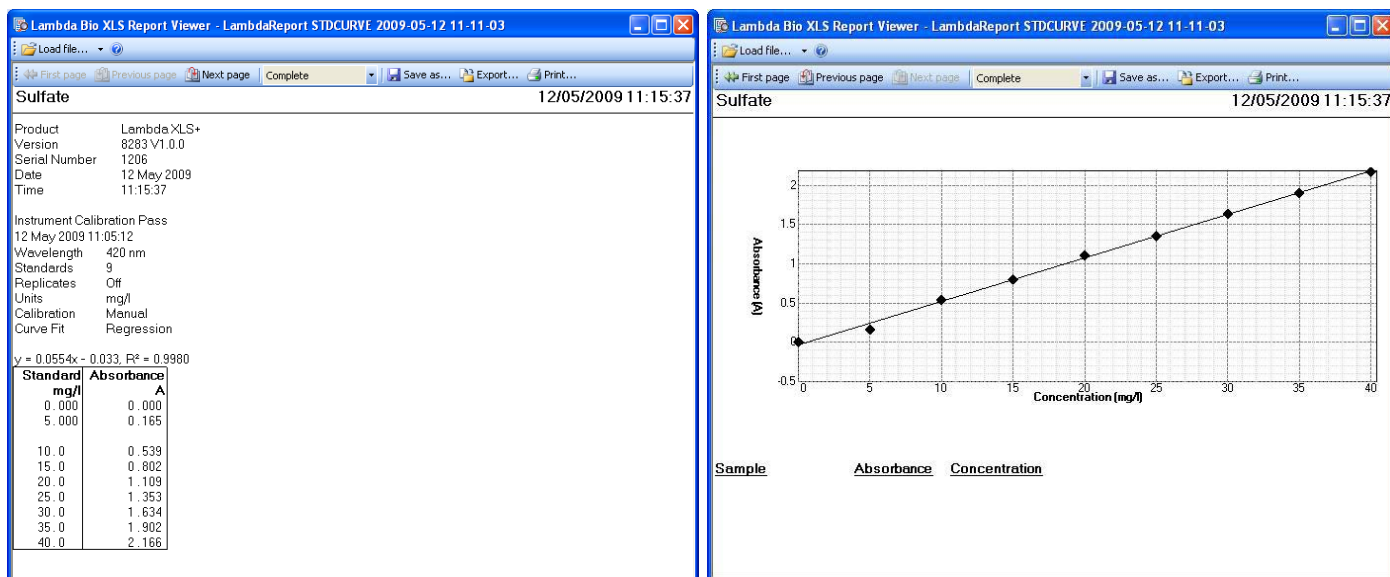 Lambda Bio XLS Report Viewer - LambdaReport STDCURVE 2009-05-12 11-11-03
Load file...
First page Previous page Next page Complete Save as... Export... Print...
Sulfate 12/05/2009 11:15:37
Product Lambda XLS+
Version 8283 V1.0.0
Serial Number 1206
Date 12 May 2009
Time 11:15:37
Instrument Calibration Pass
12 May 2009 11:05:12
Wavelength 420 nm
Standards 9
Replicates Off
Units mg/l
Calibration Manual
Curve Fit Regression
y = 0.0554x - 0.033, R² = 0.9980
Standard Absorbance
mg/l A
0.000 0.000
5.000 0.165
10.0 0.539
15.0 0.802
20.0 1.109
25.0 1.353
30.0 1.634
35.0 1.902
40.0 2.166
Lambda Bio XLS Report Viewer - LambdaReport STDCURVE 2009-05-12 11-11-03
Load file...
First page Previous page Next page Complete Save as... Export... Print...
Sulfate 12/05/2009 11:15:37
Absorbance (A)
2
1.5
1
0.5
0
-0.5
0 5 10 15 20 25 30 35 40
Concentration (mg/l)
Sample Absorbance Concentration